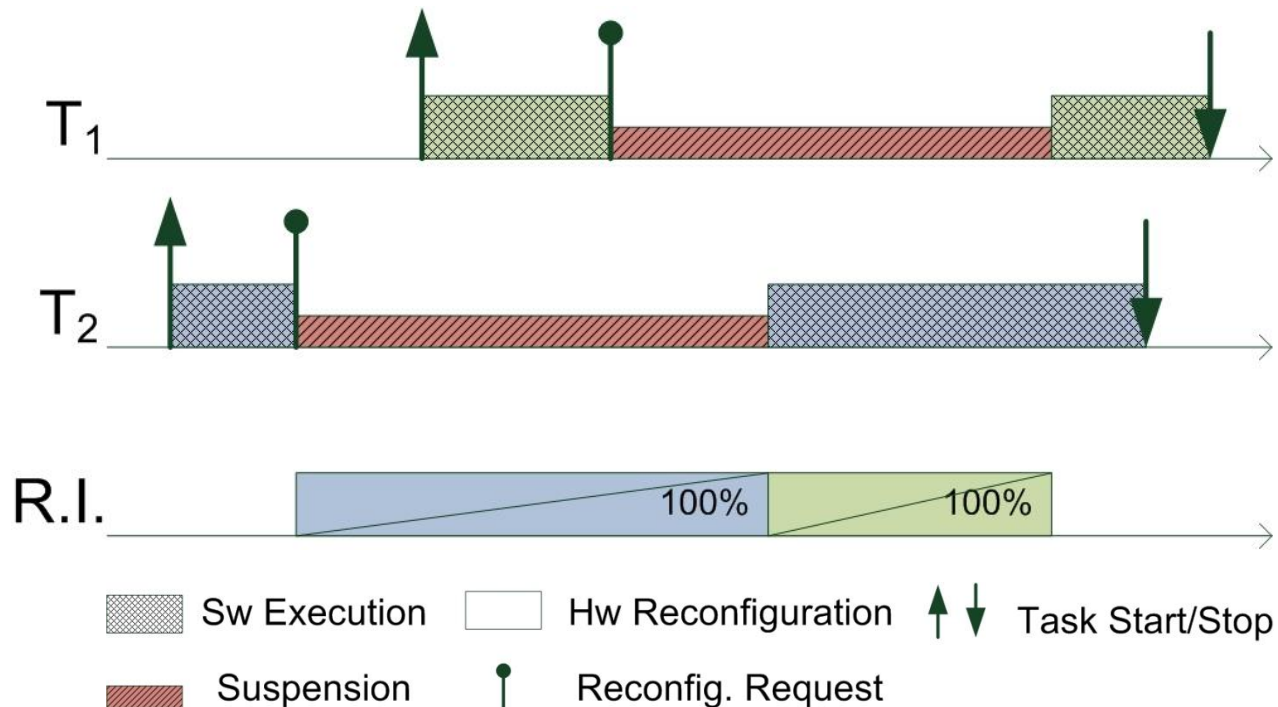 T1
T2
R.I.
100%
100%
Sw Execution
Hw Reconfiguration
Task Start/Stop
Suspension
Reconfig. Request